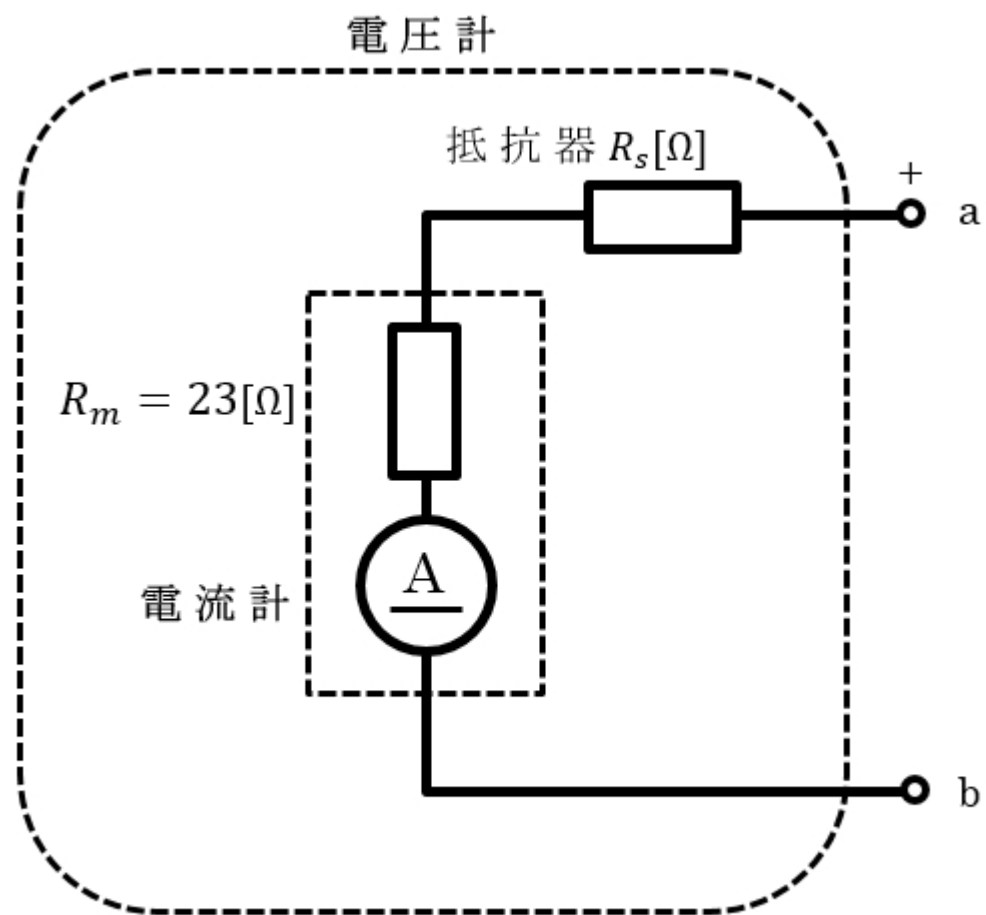 電圧計
抵抗器 R_s[Ω]
+
a
R_m = 23[Ω]
A
電流計
b